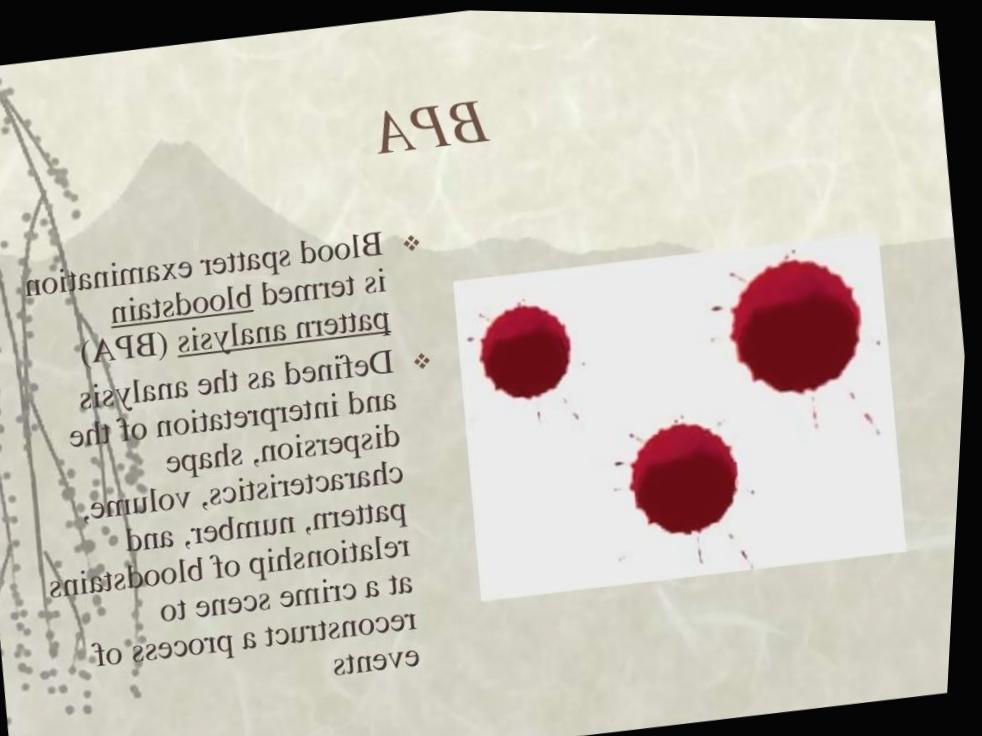 BPA
Blood spatter examination
is termed bloodstain
pattern analysis (BPA)
Defined as the analysis
and interpretation of the
dispersion, shape
characteristics, volume,
pattern, number, and
relationship of bloodstains
at a crime scene to
reconstruct a process of
events